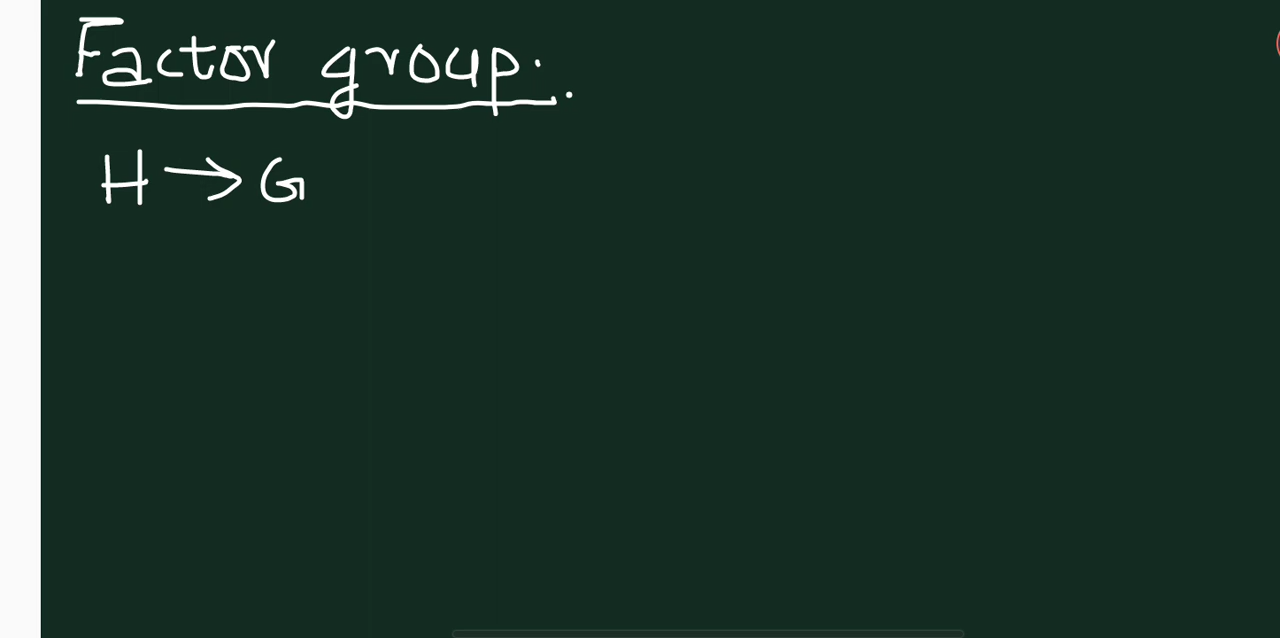 Factor group.
H → G